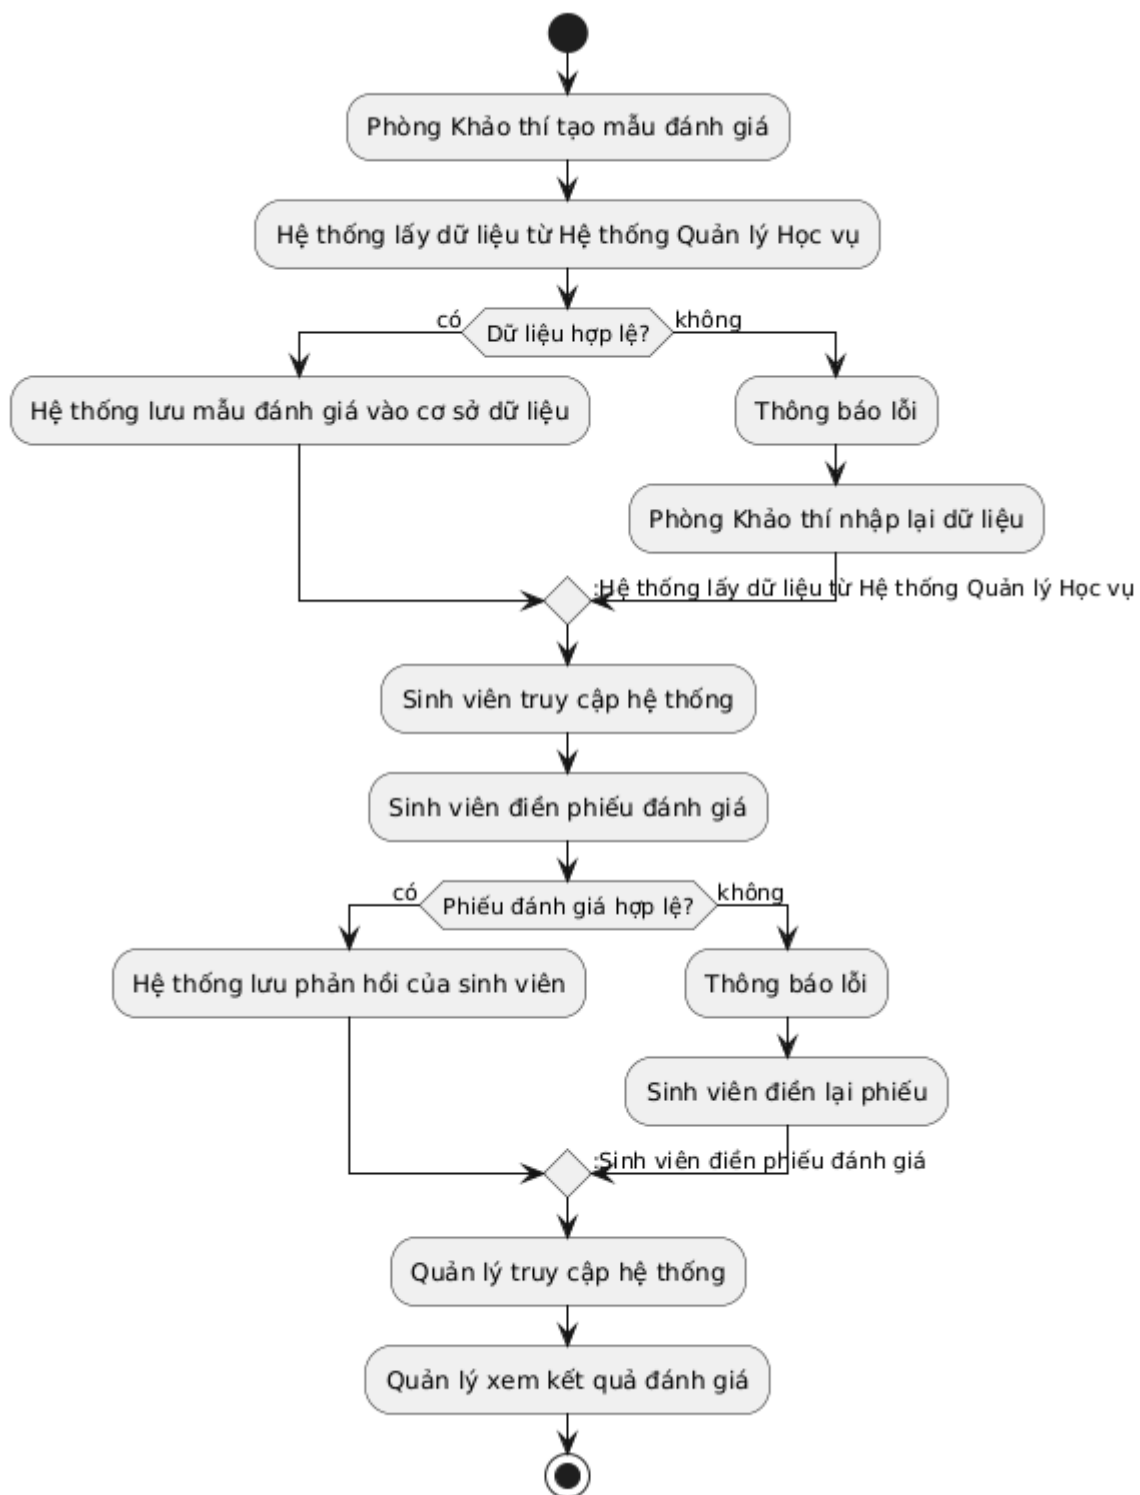 Phòng Khảo thí tạo mẫu đánh giá
Hệ thống lấy dữ liệu từ Hệ thống Quản lý Học vụ
có
Dữ liệu hợp lệ?
không
Hệ thống lưu mẫu đánh giá vào cơ sở dữ liệu
Thông báo lỗi
Phòng Khảo thí nhập lại dữ liệu
:Hệ thống lấy dữ liệu từ Hệ thống Quản lý Học vụ
Sinh viên truy cập hệ thống
Sinh viên điền phiếu đánh giá
có
Phiếu đánh giá hợp lệ?
không
Hệ thống lưu phản hồi của sinh viên
Thông báo lỗi
Sinh viên điền lại phiếu
:Sinh viên điền phiếu đánh giá
Quản lý truy cập hệ thống
Quản lý xem kết quả đánh giá